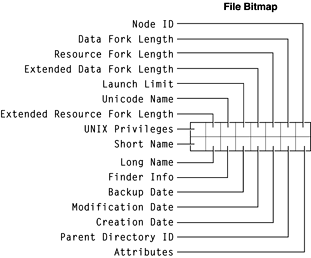 File Bitmap
Node ID
Data Fork Length
Resource Fork Length
Extended Data Fork Length
Launch Limit
Unicode Name
Extended Resource Fork Length
UNIX Privileges
Short Name
Long Name
Finder Info
Backup Date
Modification Date
Creation Date
Parent Directory ID
Attributes